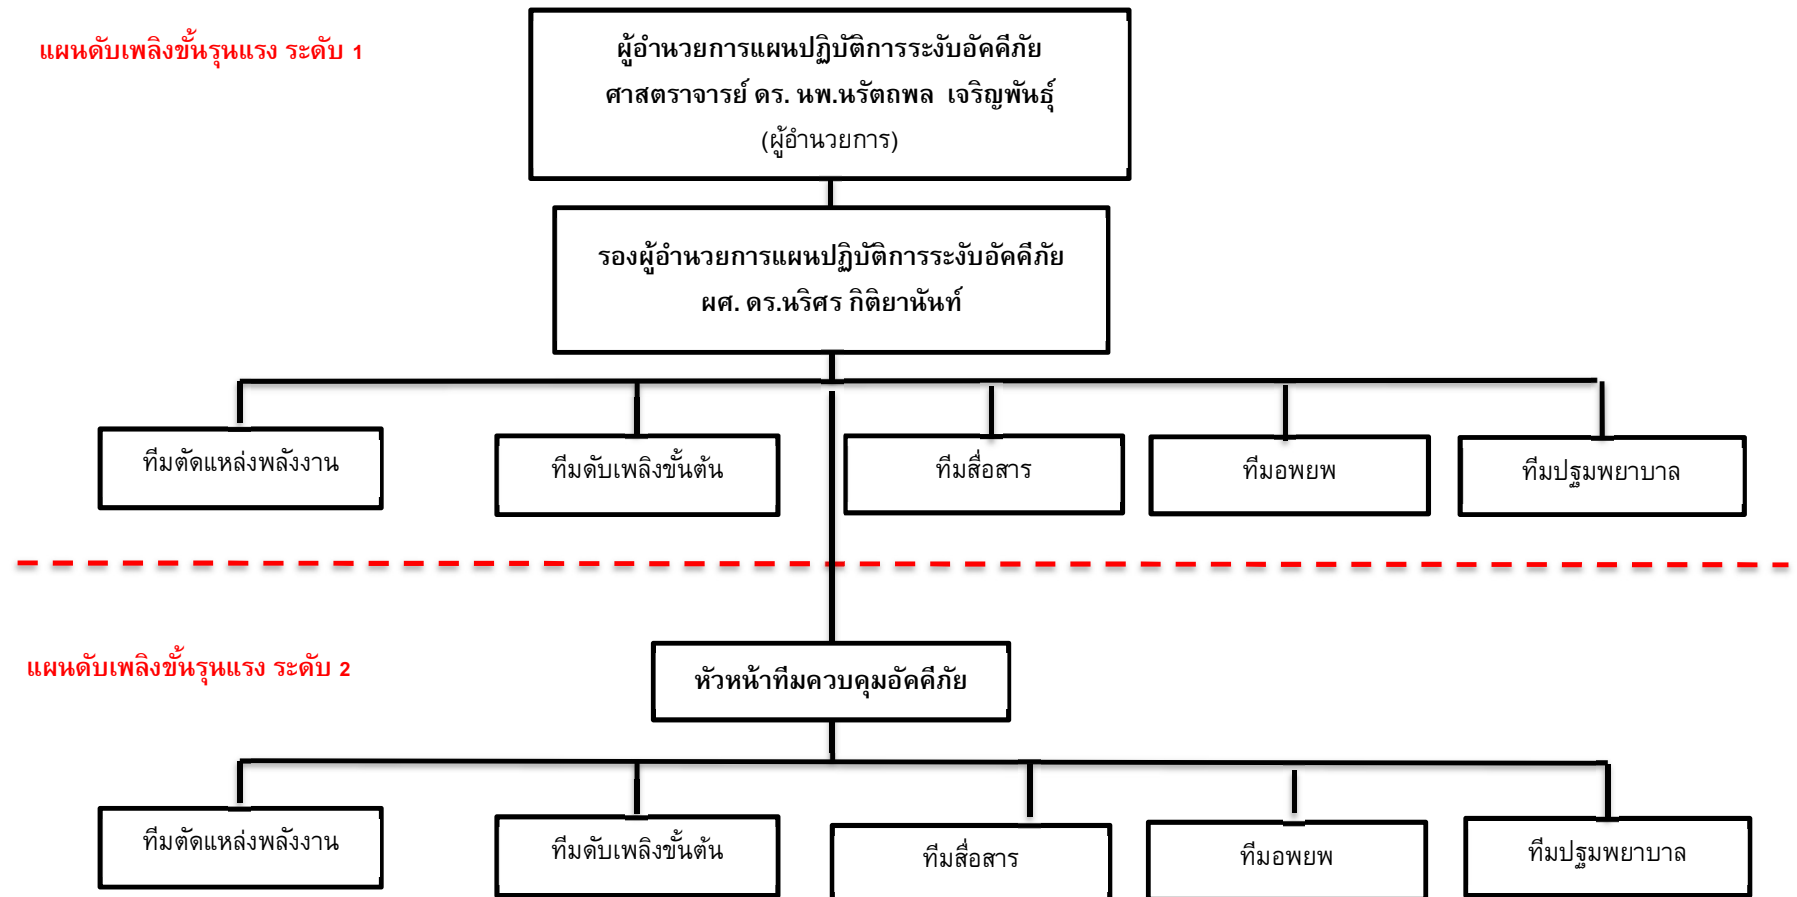 แผนดับเพลิงขั้นรุนแรง ระดับ 1
ผู้อำนวยการแผนปฏิบัติการระงับอัคคีภัย
ศาสตราจารย์ ดร. นพ.นรัตถพล เจริญพันธุ์
(ผู้อำนวยการ)
รองผู้อำนวยการแผนปฏิบัติการระงับอัคคีภัย
ผศ. ดร.นริศร กิติยานันท์
ทีมตัดแหล่งพลังงาน
ทีมดับเพลิงขั้นต้น
ทีมสื่อสาร
ทีมอพยพ
ทีมปฐมพยาบาล
แผนดับเพลิงขั้นรุนแรง ระดับ 2
หัวหน้าทีมควบคุมอัคคีภัย
ทีมตัดแหล่งพลังงาน
ทีมดับเพลิงขั้นต้น
ทีมสื่อสาร
ทีมอพยพ
ทีมปฐมพยาบาล